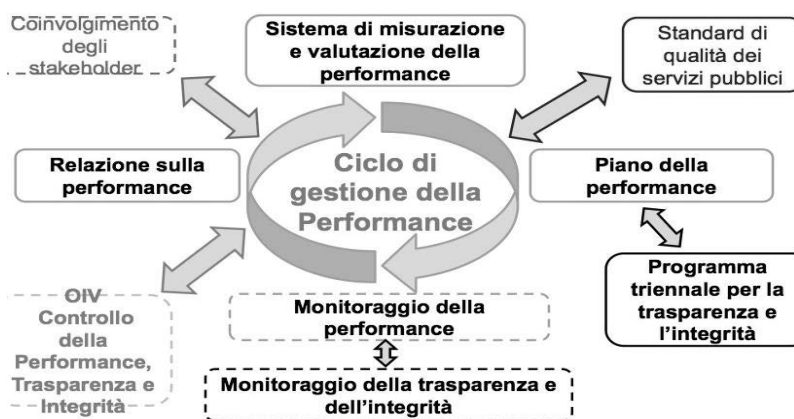 Coinvolgimento
degli
stakeholder
Sistema di misurazione
e valutazione della
performance
Standard di
qualità dei
servizi pubblici
Relazione sulla
performance
Ciclo di
gestione della
Performance
Piano della
performance
OIV
Controllo
della
Performance,
Trasparenza e
Integrità
Monitoraggio della
performance
Programma
triennale per la
trasparenza e
l'integrità
Monitoraggio della trasparenza e
dell'integrità